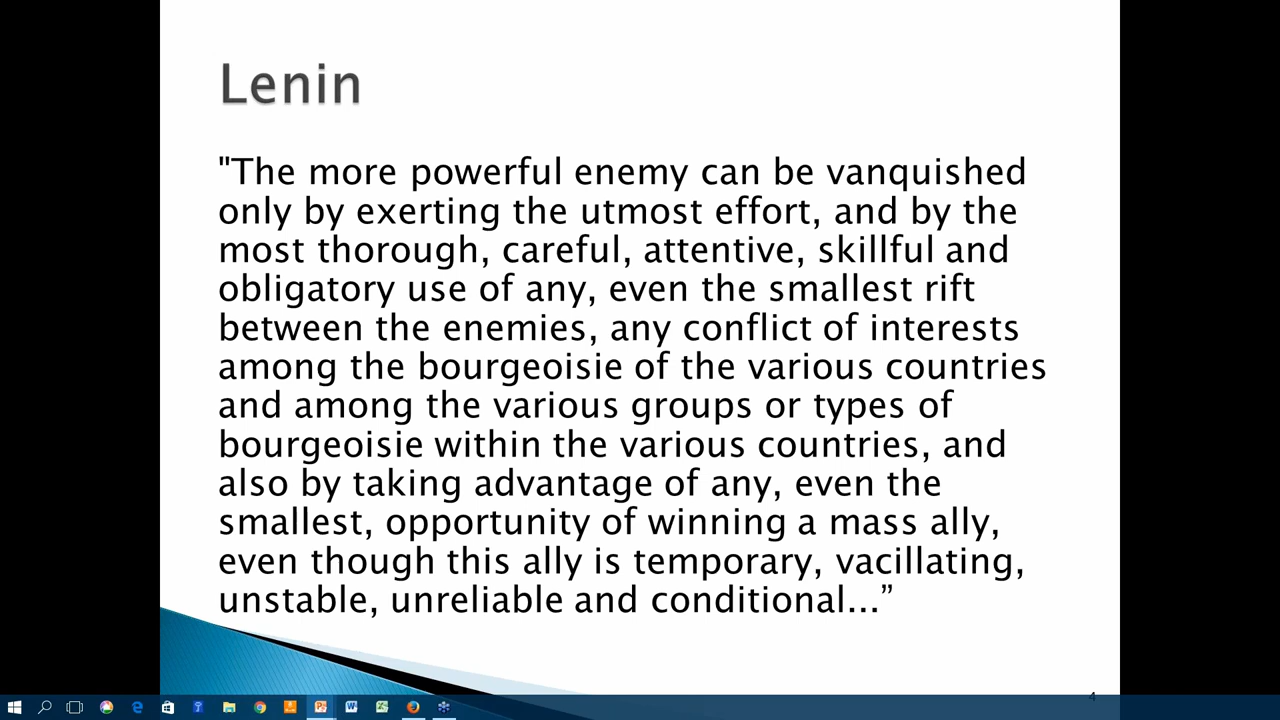 Lenin
"The more powerful enemy can be vanquished
only by exerting the utmost effort, and by the
most thorough, careful, attentive, skillful and
obligatory use of any, even the smallest rift
between the enemies, any conflict of interests
among the bourgeoisie of the various countries
and among the various groups or types of
bourgeoisie within the various countries, and
also by taking advantage of any, even the
smallest, opportunity of winning a mass ally,
even though this ally is temporary, vacillating,
unstable, unreliable and conditional...”
4